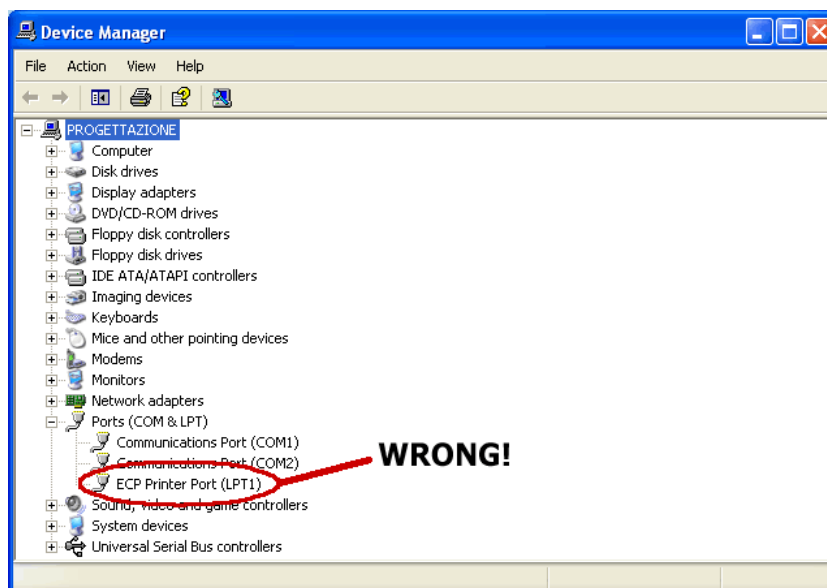 Device Manager
File Action View Help
PROGETTAZIONE
Computer
Disk drives
Display adapters
DVD/CD-ROM drives
Floppy disk controllers
Floppy disk drives
IDE ATA/ATAPI controllers
Imaging devices
Keyboards
Mice and other pointing devices
Modems
Monitors
Network adapters
Ports (COM & LPT)
Communications Port (COM1)
WRONG!
Communications Port (COM2)
ECP Printer Port (LPT1)
Sound, video and game controllers
System devices
Universal Serial Bus controllers